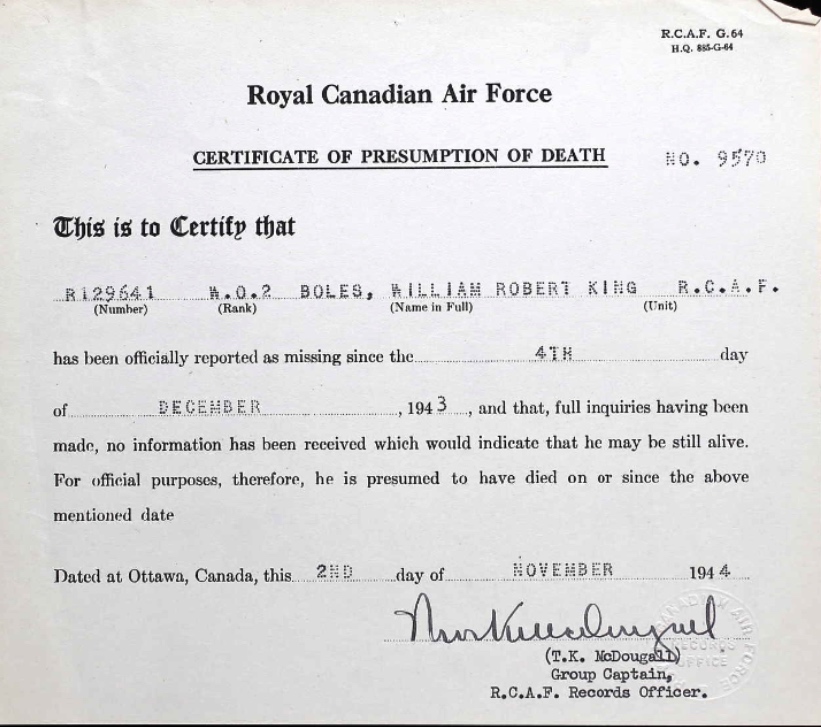 R.C.A.F. G.64
H.Q. 885-G-64
Royal Canadian Air Force
CERTIFICATE OF PRESUMPTION OF DEATH NO. 9570
This is to Certify that
R129641 W.O.2 BOLES, WILLIAM ROBERT KING R.C.A.F.
(Number) (Rank) (Name in Full) (Unit)
has been officially reported as missing since the 4TH day
of DECEMBER, 1943, and that, full inquiries having been
made, no information has been received which would indicate that he may be still alive.
For official purposes, therefore, he is presumed to have died on or since the above
mentioned date
Dated at Ottawa, Canada, this 2ND day of NOVEMBER 1944
(T.K. McDougall)
Group Captain,
R.C.A.F. Records Officer.
RECORDS
OFFICE